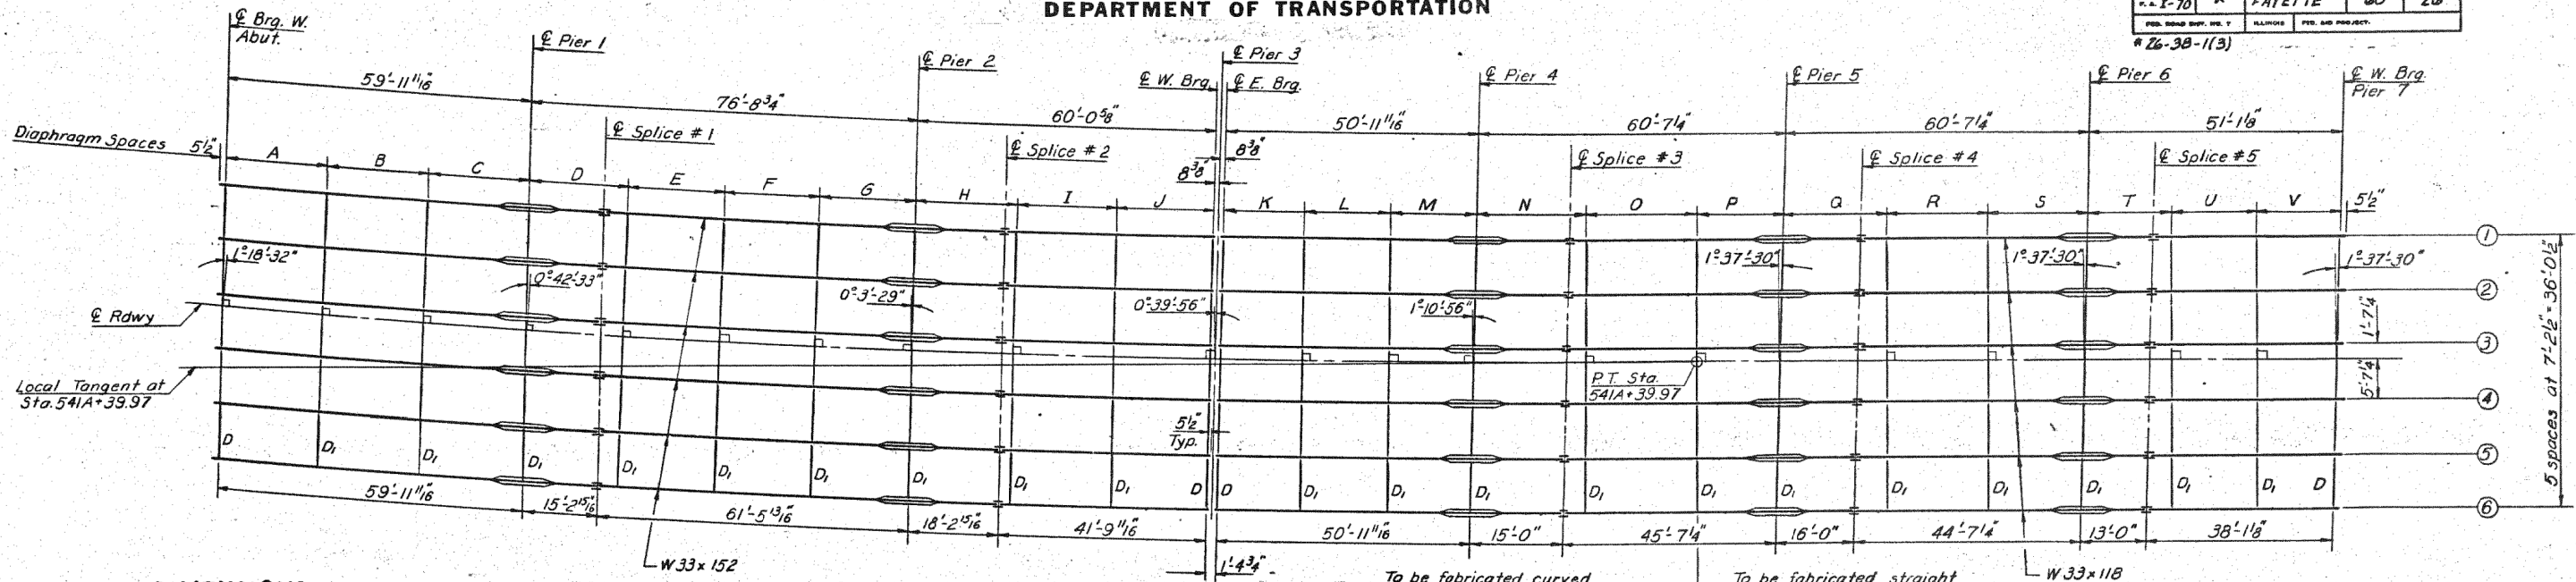 DEPARTMENT OF TRANSPORTATION
I-70 FAYETTE 60 26
ILLINOIS
* 26-38-1(3)
℄ Brg. W. Abut.
℄ Pier 1
℄ Pier 2
℄ Pier 3
℄ W. Brg. ℄ E. Brg.
℄ Pier 4
℄ Pier 5
℄ Pier 6
℄ W. Brg. Pier 7
59'-11 11/16"
76'-8 3/4"
60'-0 5/8"
50'-11 11/16"
60'-7 1/4"
60'-7 1/4"
51'-1 1/8"
℄ Splice #1
℄ Splice #2
8 3/8"
8 3/8"
℄ Splice #3
℄ Splice #4
℄ Splice #5
Diaphragm Spaces 5 1/2"
A B C D E F G H I J K L M N O P Q R S T U V 5 1/2"
1°-18'-32"
0°-42'-33"
0°-3'-29"
0°-39'-56"
1°-10'-56"
1°-37'-30"
1°-37'-30"
1°-37'-30"
1
2
3
4
5
6
1'-7 1/4"
5'-7 1/4"
5 spaces at 7'-2 1/2" = 36'-0 1/2"
℄ Rdwy
Local Tangent at
Sta. 541A+39.97
P.T. Sta.
541A+39.97
5 1/2"
Typ.
D D1 D1 D1 D1 D1 D1 D1 D1 D1 D D D1 D1 D1 D1 D1 D1 D1 D1 D1 D1 D1 D
59'-11 11/16"
15'-2 15/16"
61'-5 13/16"
18'-2 15/16"
41'-9 11/16"
50'-11 11/16"
15'-0"
45'-7 1/4"
16'-0"
44'-7 1/4"
13'-0"
38'-1 1/8"
W33x152
1'-4 3/4"
To be fabricated curved
To be fabricated straight
W33x118